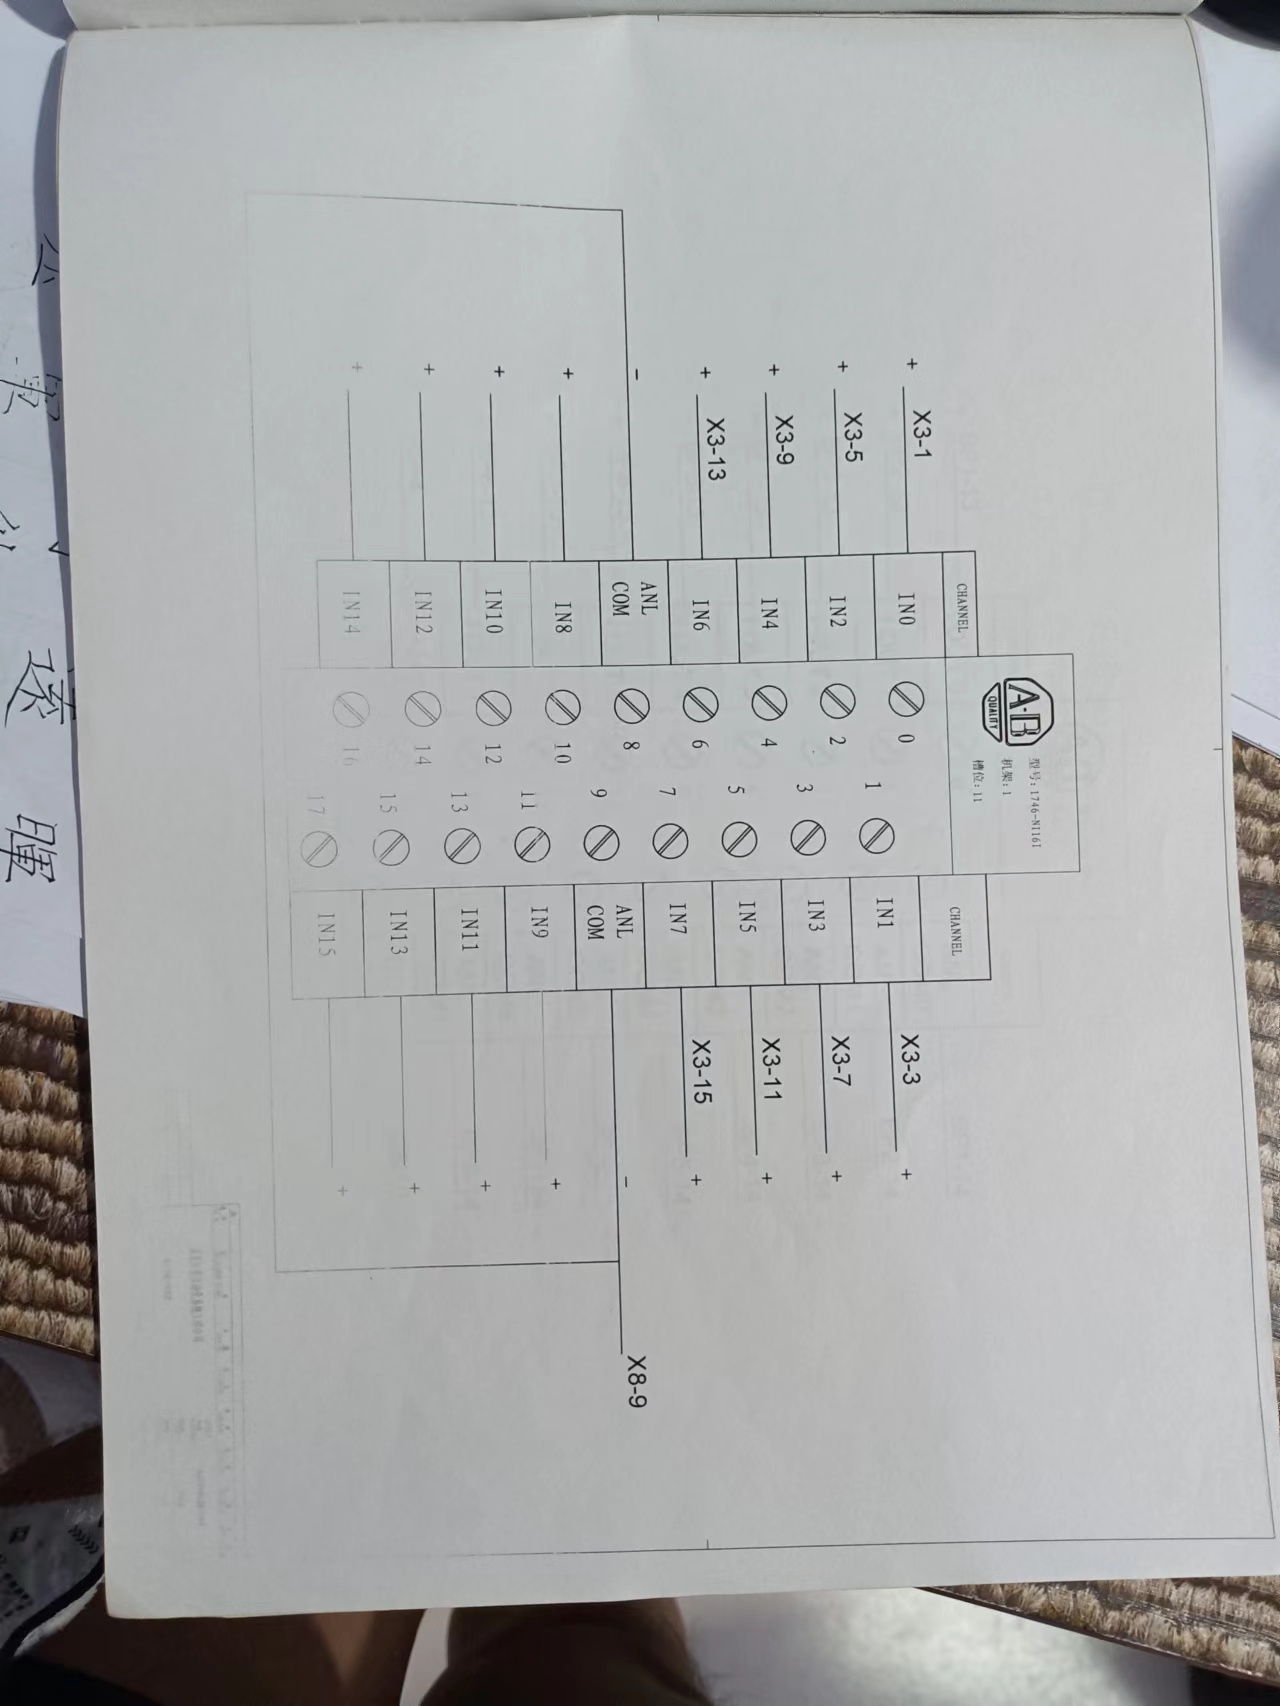 A-B
QUALITY
型号: 1746-NI16I
机架: 1
槽位: 11
CHANNEL
CHANNEL
+ X3-1 IN0 0
1 IN1 X3-3 +
+ X3-5 IN2 2
3 IN3 X3-7 +
+ X3-9 IN4 4
5 IN5 X3-11 +
+ X3-13 IN6 6
7 IN7 X3-15 +
- ANL COM 8
9 ANL COM - X8-9
+ IN8 10
11 IN9 +
+ IN10 12
13 IN11 +
+ IN12 14
15 IN13 +
+ IN14 16
17 IN15 +